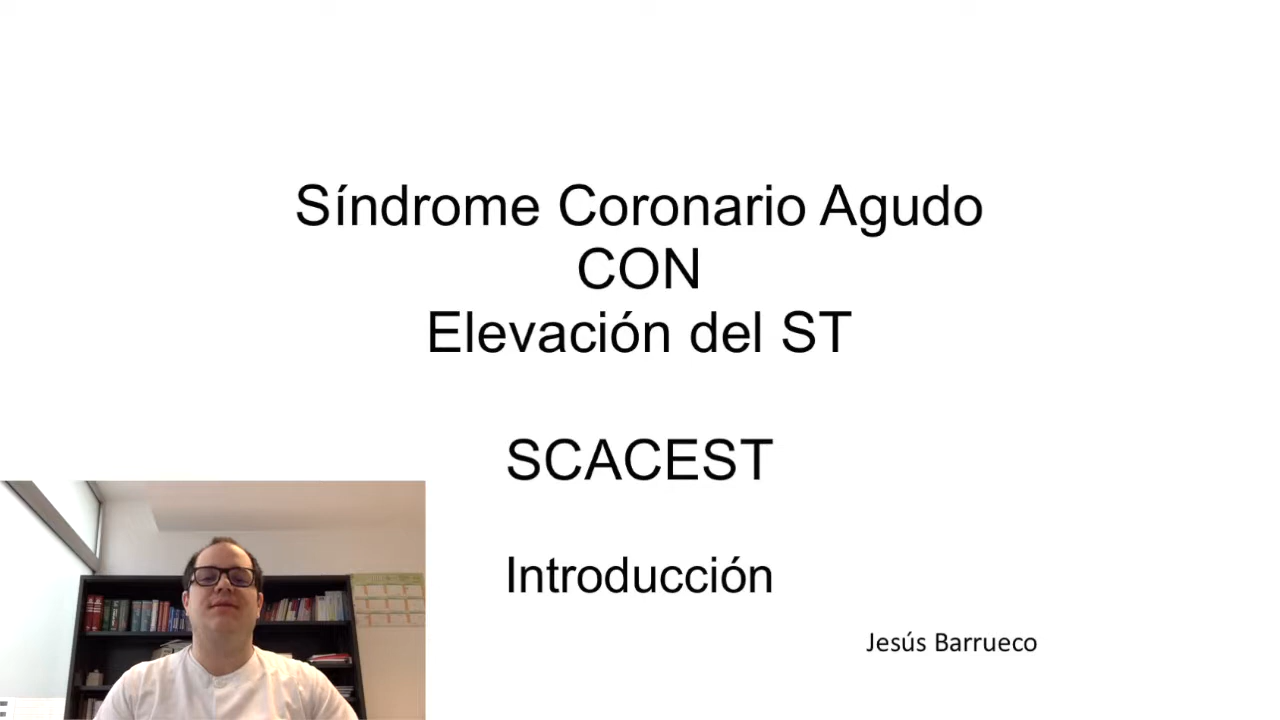 Síndrome Coronario Agudo
CON
Elevación del ST
SCACEST
Introducción
Jesús Barrueco